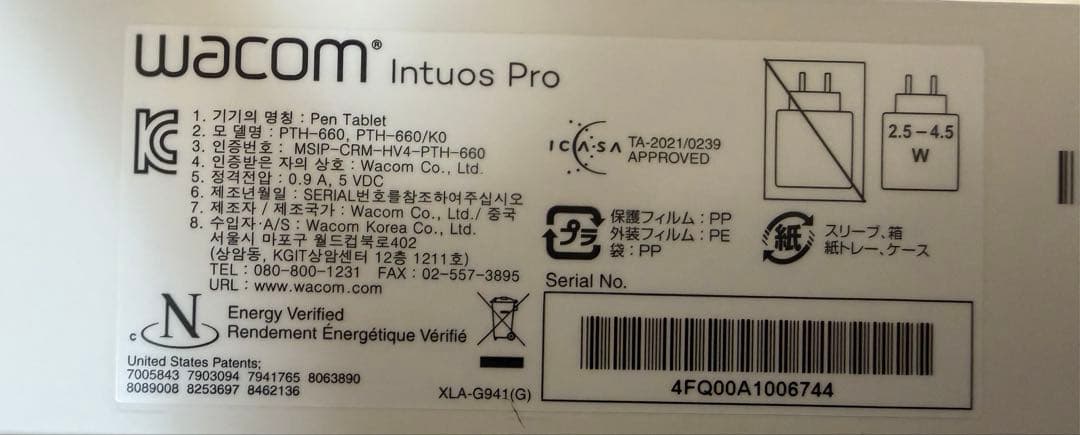 wacom® Intuos Pro
1. 기기의 명칭 : Pen Tablet
2. 모 델명 : PTH-660, PTH-660/K0
3. 인증번호 : MSIP-CRM-HV4-PTH-660
4. 인증받은 자의 상호 : Wacom Co., Ltd.
5. 정격전압 : 0.9 A, 5 VDC
6. 제조년월일 : SERIAL번호를참조하여주십시오
7. 제조자 / 제조국가 : Wacom Co., Ltd./ 중국
8. 수입자·A/S : Wacom Korea Co., Ltd.
서울시 마포구 월드컵북로402
(상암동, KGIT상암센터 12층 1211호)
TEL : 080-800-1231 FAX : 02-557-3895
URL : www.wacom.com
ICASA
TA-2021/0239
APPROVED
2.5 – 4.5
W
プラ
保護フィルム : PP
外装フィルム : PE
袋 : PP
紙
スリーブ、箱
紙トレー、ケース
c N
Energy Verified
Rendement Énergétique Vérifié
United States Patents;
7005843 7903094 7941765 8063890
8089008 8253697 8462136
XLA-G941(G)
Serial No.
4FQ00A1006744